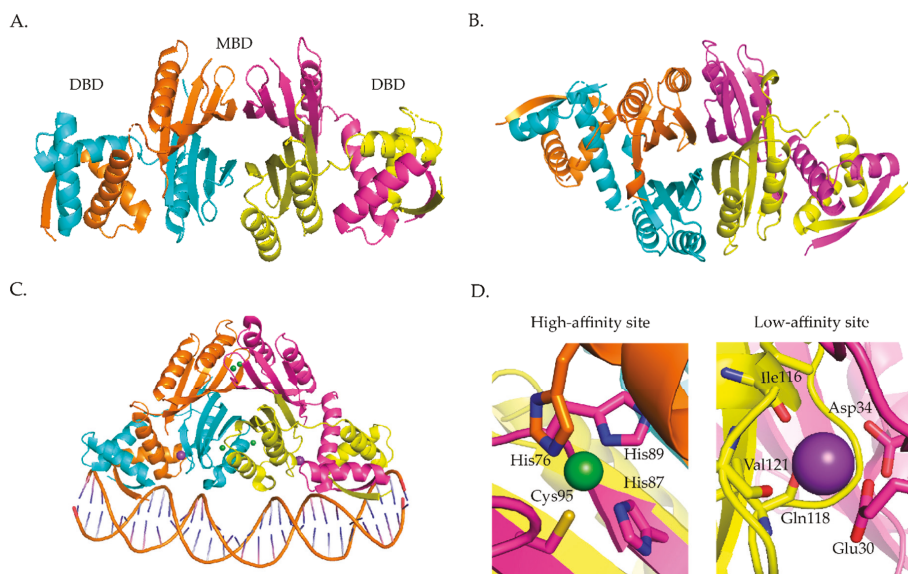 A.
MBD
DBD
DBD
B.
C.
D.
High-affinity site
Low-affinity site
His76
His89
Cys95
His87
Ile116
Asp34
Val121
Gln118
Glu30